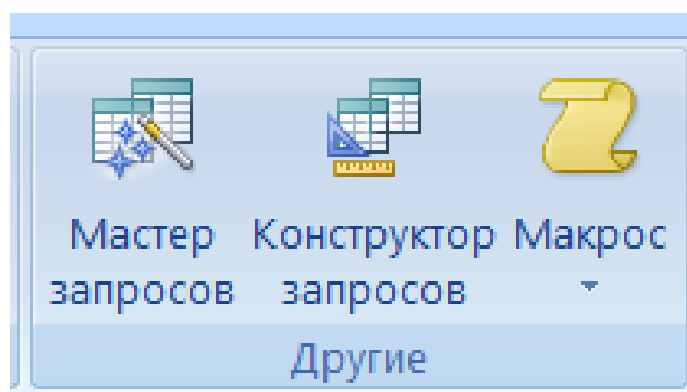 Мастер запросов
Конструктор запросов
Макрос
Другие